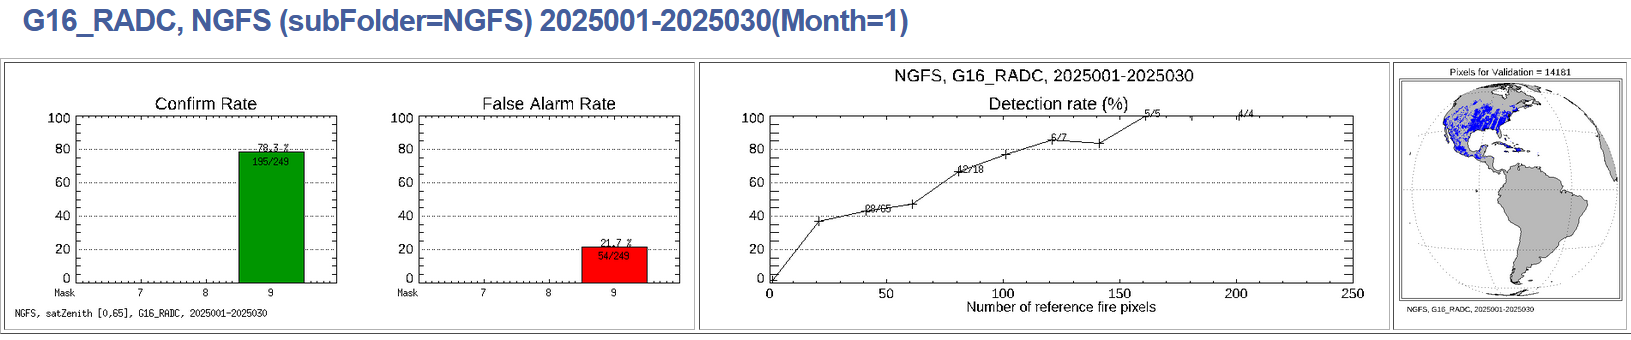 G16_RADC, NGFS (subFolder=NGFS) 2025001-2025030(Month=1)
Confirm Rate
100
80
60
40
20
0
78.3 %
195/249
Mask 7 8 9
False Alarm Rate
100
80
60
40
20
0
21.7 %
54/249
Mask 7 8 9
NGFS, satZenith [0,65], G16_RADC, 2025001-2025030
NGFS, G16_RADC, 2025001-2025030
Detection rate (%)
100
80
60
40
20
0
28/65
12/18
6/7
5/5
4/4
0 50 100 150 200 250
Number of reference fire pixels
Pixels for Validation = 14181
NGFS, G16_RADC, 2025001-2025030